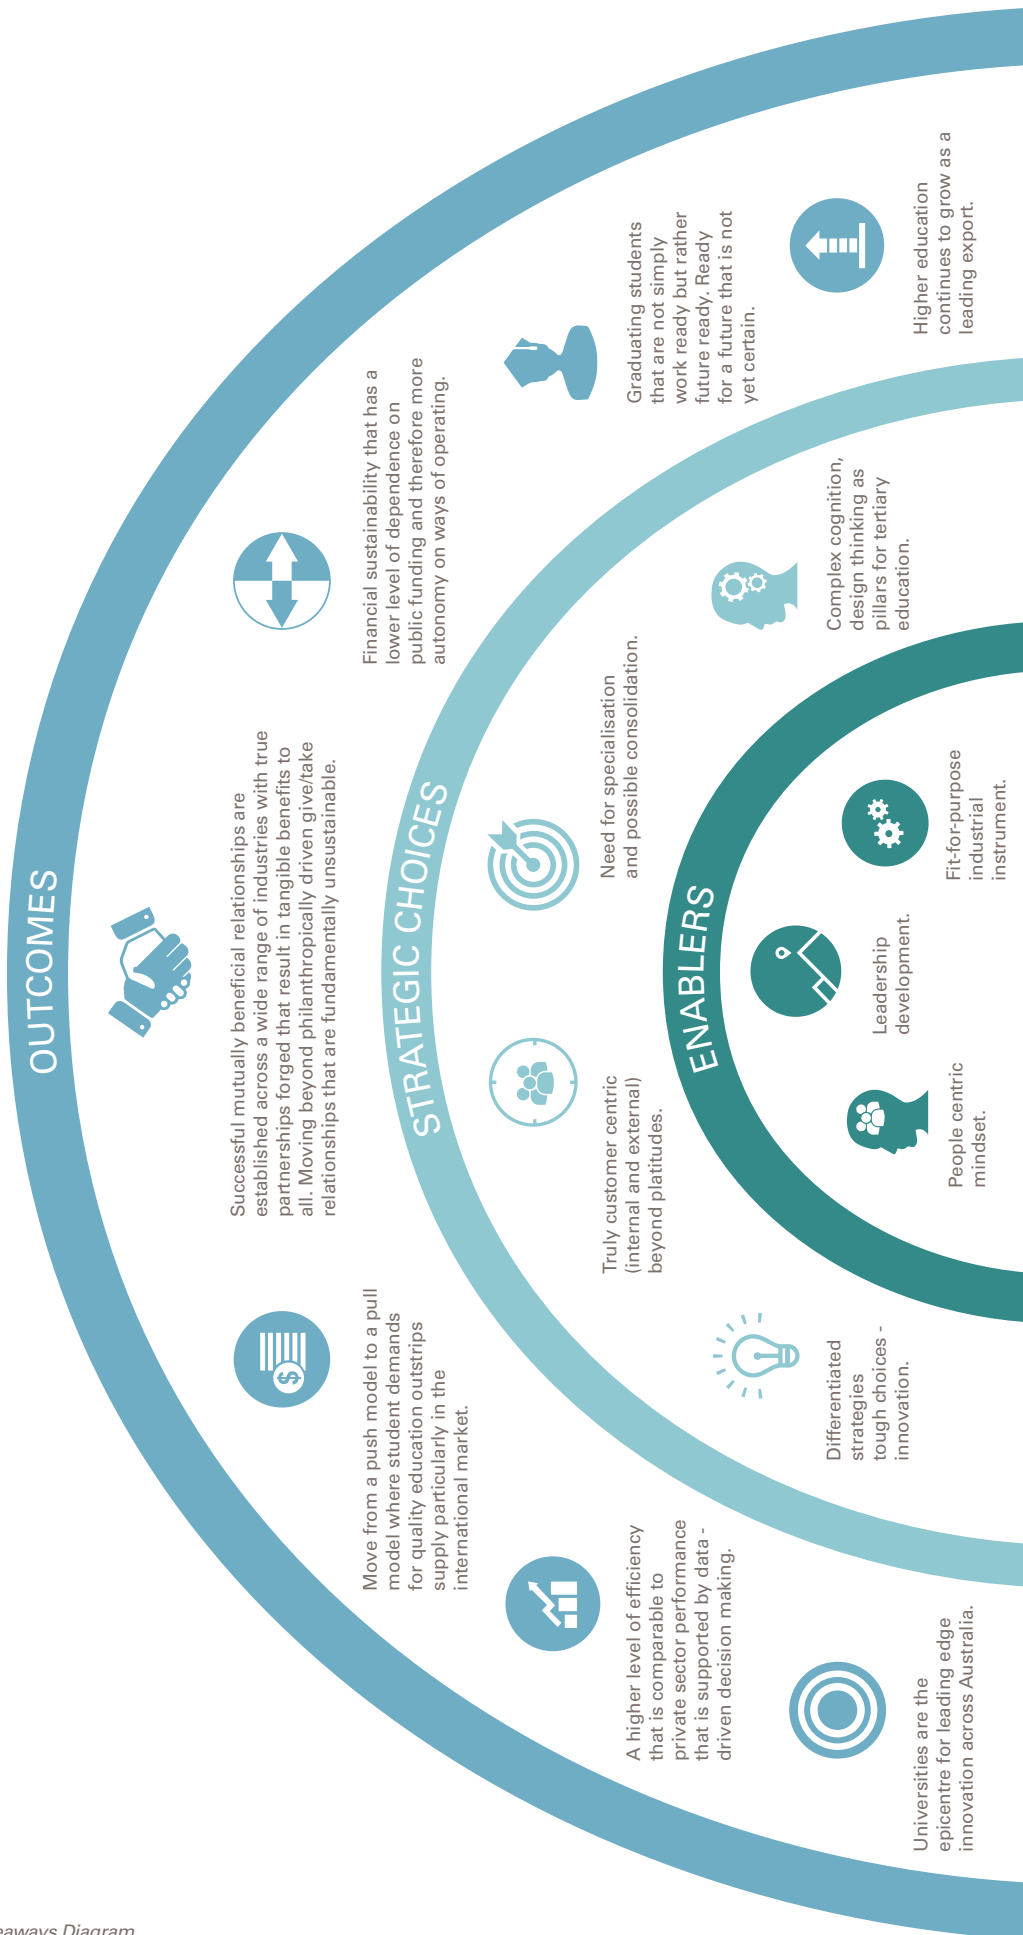 OUTCOMES
Universities are the
epicentre for leading edge
innovation across Australia.
A higher level of efficiency
that is comparable to
private sector performance
that is supported by data -
driven decision making.
Move from a push model to a pull
model where student demands
for quality education outstrips
supply particularly in the
international market.
$
Successful mutually beneficial relationships are
established across a wide range of industries with true
partnerships forged that result in tangible benefits to
all. Moving beyond philanthropically driven give/take
relationships that are fundamentally unsustainable.
Financial sustainability that has a
lower level of dependence on
public funding and therefore more
autonomy on ways of operating.
Graduating students
that are not simply
work ready but rather
future ready. Ready
for a future that is not
yet certain.
Higher education
continues to grow as a
leading export.
STRATEGIC CHOICES
Differentiated
strategies
tough choices -
innovation.
Truly customer centric
(internal and external)
beyond platitudes.
Need for specialisation
and possible consolidation.
Complex cognition,
design thinking as
pillars for tertiary
education.
ENABLERS
People centric
mindset.
Leadership
development.
Fit-for-purpose
industrial
instrument.
Diagram